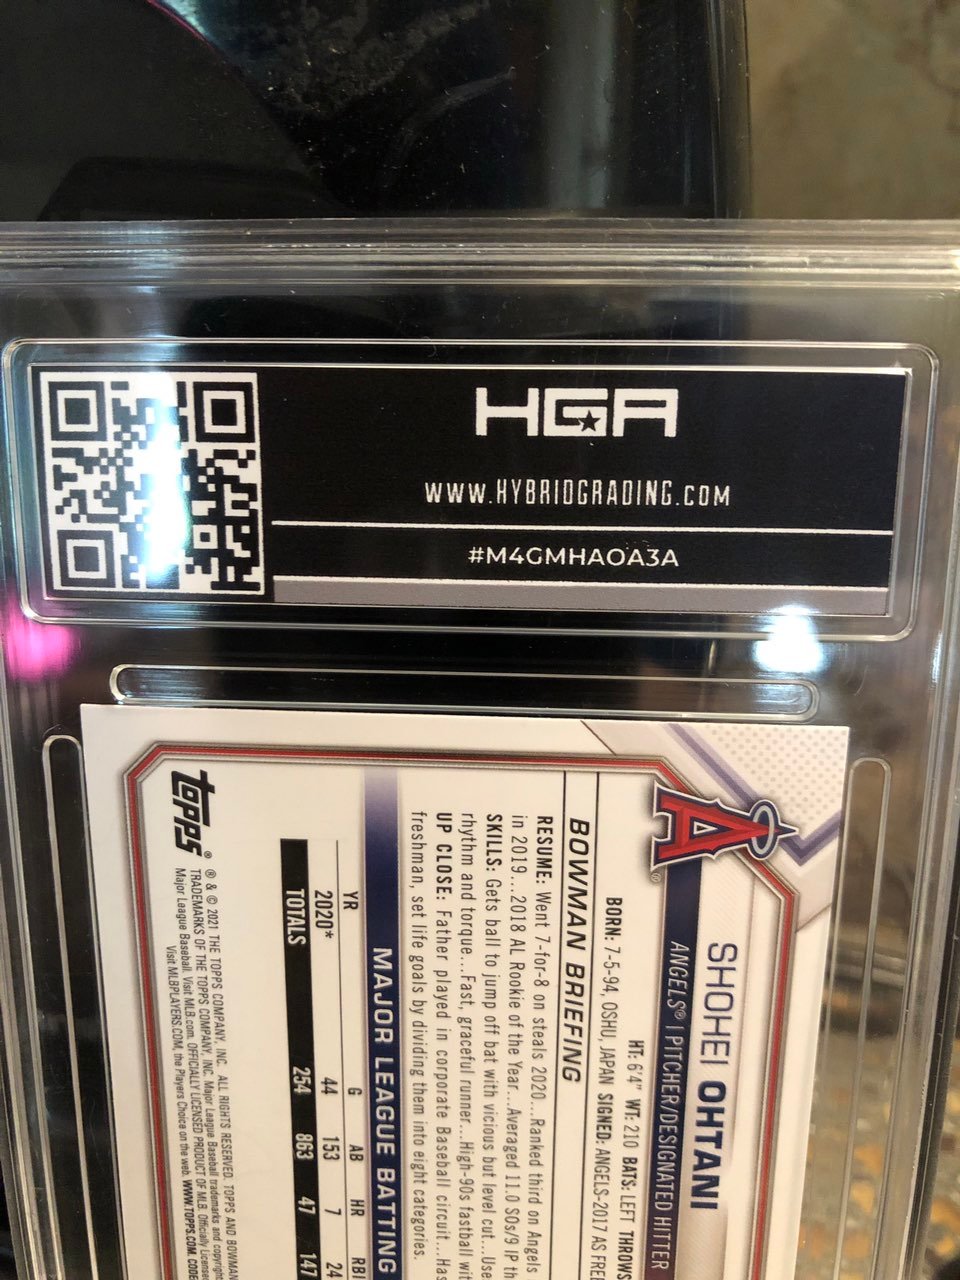 HGA
WWW.HYBRIDGRADING.COM
#M4GMHAOA3A
SHOHEI OHTANI
ANGELS® | PITCHER/DESIGNATED HITTER
HT: 6'4" WT: 210 BATS: LEFT THROWS
BORN: 7-5-94, OSHU, JAPAN SIGNED: ANGELS-2017 AS
BOWMAN BRIEFING
RESUME: Went 7-for-8 on steals 2020...Ranked third on Angels
in 2019...2018 AL Rookie of the Year...Averaged 11.0 SOs/9 IP
SKILLS: Gets ball to jump off bat with vicious but level cut...Use
rhythm and torque...Fast, graceful runner...High-90s fastball
UP CLOSE: Father played in corporate Baseball circuit...Has
freshman, set life goals by dividing them into eight categories.
MAJOR LEAGUE BATTING
YR G AB HR RBI
2020* 44 153 7 24
TOTALS 254 863 47 147
topps®
® & © 2021 THE TOPPS COMPANY, INC. ALL RIGHTS RESERVED. TOPPS AND BOWMAN
TRADEMARKS OF THE TOPPS COMPANY, INC. Major League Baseball trademarks and copyrights
Major League Baseball. Visit MLB.com. OFFICIALLY LICENSED PRODUCT OF MLB. Officially License
Visit MLBPLAYERS.COM, the Players Choice on the web. WWW.TOPPS.COM. CODE